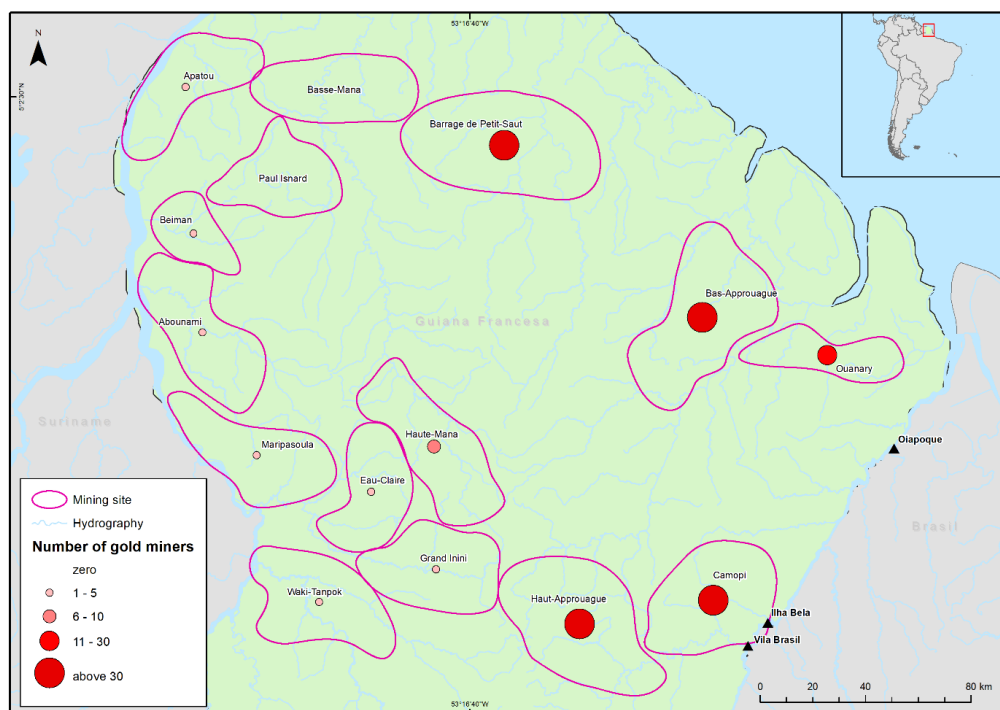 53°16'40"W
N
5°2'30"N
Apatou
Basse-Mana
Barrage de Petit-Saut
Paul Isnard
Beiman
Bas-Approuague
Abounami
Guiana Francesa
Ouanary
Suriname
Haute-Mana
Maripasoula
Oiapoque
Eau-Claire
Brasil
Grand Inini
Camopi
Waki-Tanpok
Haut-Approuague
Ilha Bela
Vila Brasil
Mining site
Hydrography
Number of gold miners
zero
1 - 5
6 - 10
11 - 30
above 30
0 20 40 80 km
53°16'40"W